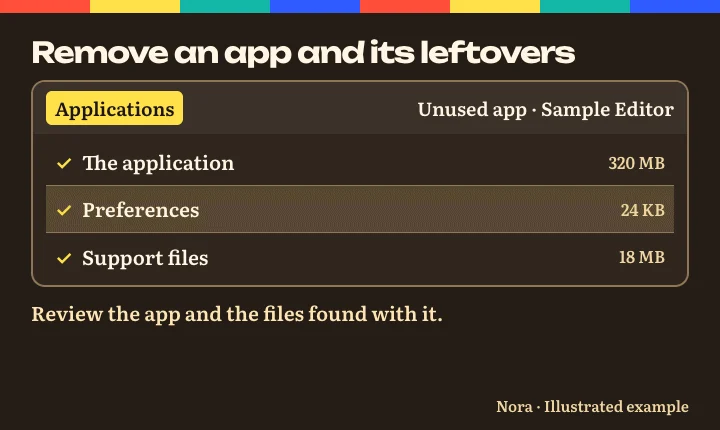 Remove an app and its leftovers
Applications
Unused app · Sample Editor
The application
320 MB
Preferences
24 KB
Support files
18 MB
Review the app and the files found with it.
Nora · Illustrated example